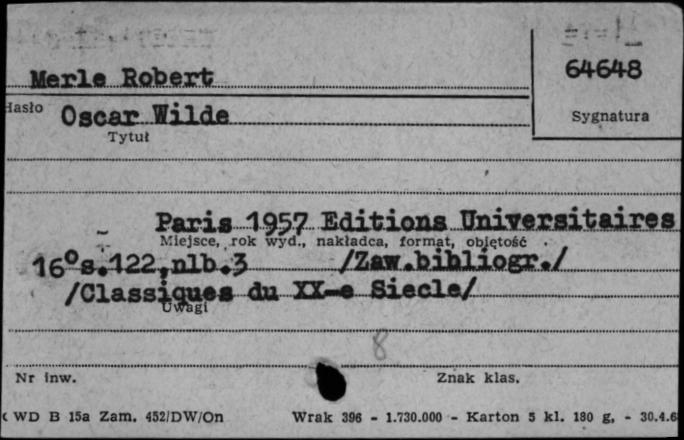 Merle Robert
64648
Hasło
Oscar Wilde
Sygnatura
Tytuł
Paris 1957 Editions Universitaires
Miejsce, rok wyd., nakładca, format, objętość
16°s.122,nlb.3 /Zaw.bibliogr./
/Classiques du XX-e Siecle/
Uwagi
8
Nr inw.
Znak klas.
WD B 15a Zam. 452/DW/On Wrak 396 - 1.730.000 - Karton 5 kl. 180 g, - 30.4.6